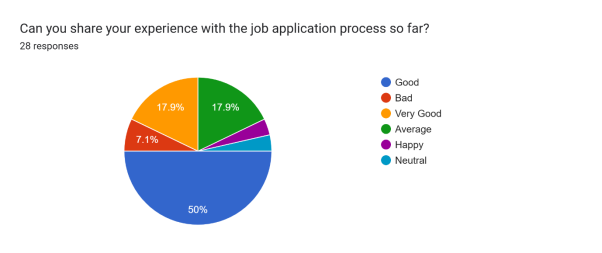 Can you share your experience with the job application process so far?
28 responses
17.9%
17.9%
7.1%
50%
Good
Bad
Very Good
Average
Happy
Neutral